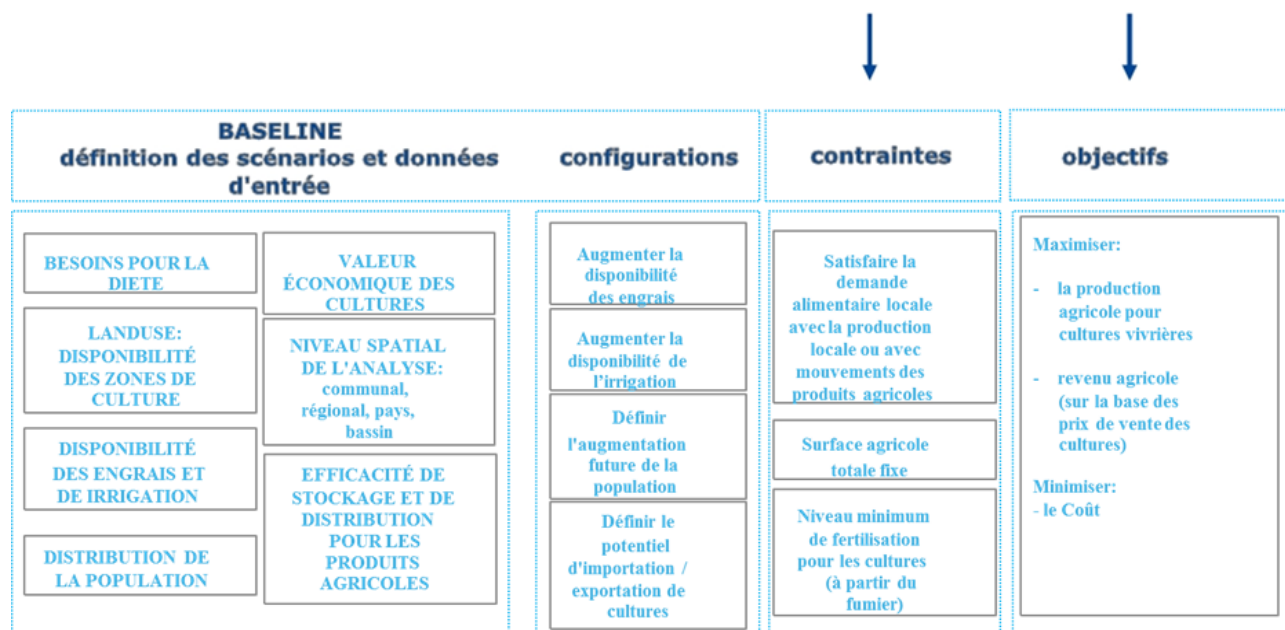 BASELINE
définition des scénarios et données
d'entrée
configurations
contraintes
objectifs
BESOINS POUR LA
DIETE
LANDUSE:
DISPONIBILITÉ
DES ZONES DE
CULTURE
DISPONIBILITÉ
DES ENGRAIS ET
DE IRRIGATION
DISTRIBUTION DE
LA POPULATION
VALEUR
ÉCONOMIQUE DES
CULTURES
NIVEAU SPATIAL
DE L'ANALYSE:
communal,
régional, pays,
bassin
EFFICACITÉ DE
STOCKAGE ET DE
DISTRIBUTION
POUR LES
PRODUITS
AGRICOLES
Augmenter la
disponibilité
des engrais
Augmenter la
disponibilité de
l’irrigation
Définir
l'augmentation
future de la
population
Définir le
potentiel
d'importation /
exportation de
cultures
Satisfaire la
demande
alimentaire locale
avec la production
locale ou avec
mouvements des
produits agricoles
Surface agricole
totale fixe
Niveau minimum
de fertilisation
pour les cultures
(à partir du
fumier)
Maximiser:
- la production
agricole pour
cultures vivrières
- revenu agricole
(sur la base des
prix de vente des
cultures)
Minimiser:
- le Coût